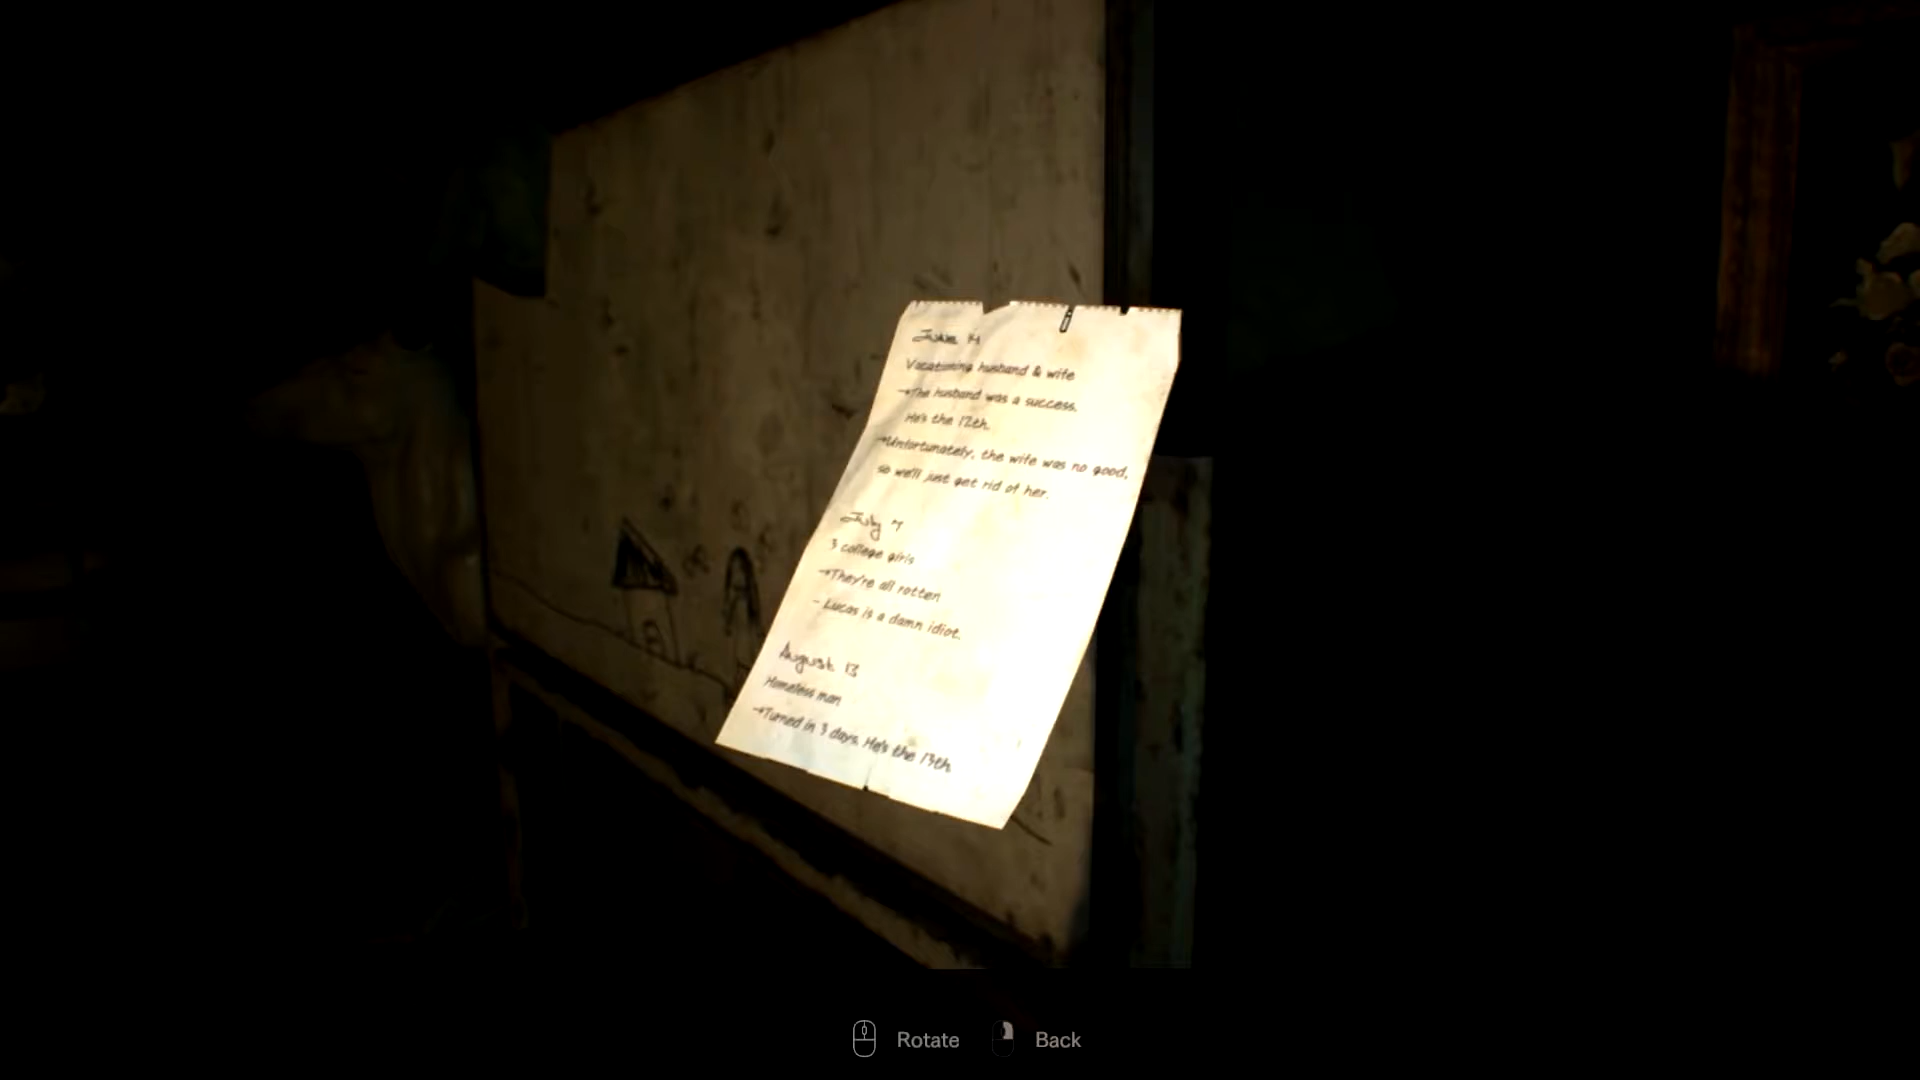 June 14
Vacationing husband & wife
→The husband was a success.
He's the 12th.
→Unfortunately, the wife was no good,
so we'll just get rid of her.
July 7
3 college girls
→They're all rotten
- Lucas is a damn idiot.
August 13
Homeless man
→Turned in 3 days. He's the 13th
Rotate
Back